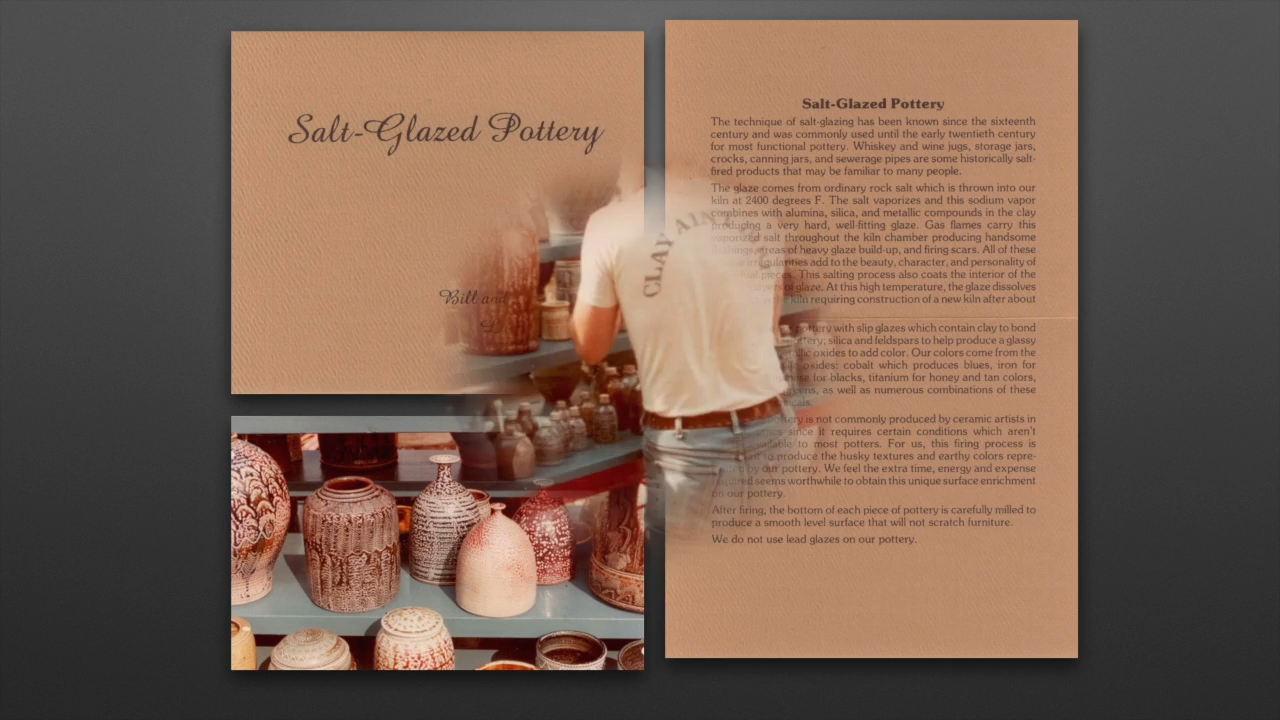 Salt-Glazed Pottery
Bill and
CLAY AIN'
Salt-Glazed Pottery
The technique of salt-glazing has been known since the sixteenth
century and was commonly used until the early twentieth century
for most functional pottery. Whiskey and wine jugs, storage jars,
crocks, canning jars, and sewerage pipes are some historically salt-
fired products that may be familiar to many people.
The glaze comes from ordinary rock salt which is thrown into our
kiln at 2400 degrees F. The salt vaporizes and this sodium vapor
combines with alumina, silica, and metallic compounds in the clay
producing a very hard, well-fitting glaze. Gas flames carry this
vaporized salt throughout the kiln chamber producing handsome
flashings, areas of heavy glaze build-up, and firing scars. All of these
irregularities add to the beauty, character, and personality of
pieces. This salting process also coats the interior of the
layers of glaze. At this high temperature, the glaze dissolves
kiln requiring construction of a new kiln after about
pottery with slip glazes which contain clay to bond
silica and feldspars to help produce a glassy
oxides to add color. Our colors come from the
oxides: cobalt which produces blues, iron for
for blacks, titanium for honey and tan colors,
as well as numerous combinations of these
is not commonly produced by ceramic artists in
since it requires certain conditions which aren't
available to most potters. For us, this firing process is
to produce the husky textures and earthy colors repre-
by our pottery. We feel the extra time, energy and expense
required seems worthwhile to obtain this unique surface enrichment
on our pottery.
After firing, the bottom of each piece of pottery is carefully milled to
produce a smooth level surface that will not scratch furniture.
We do not use lead glazes on our pottery.